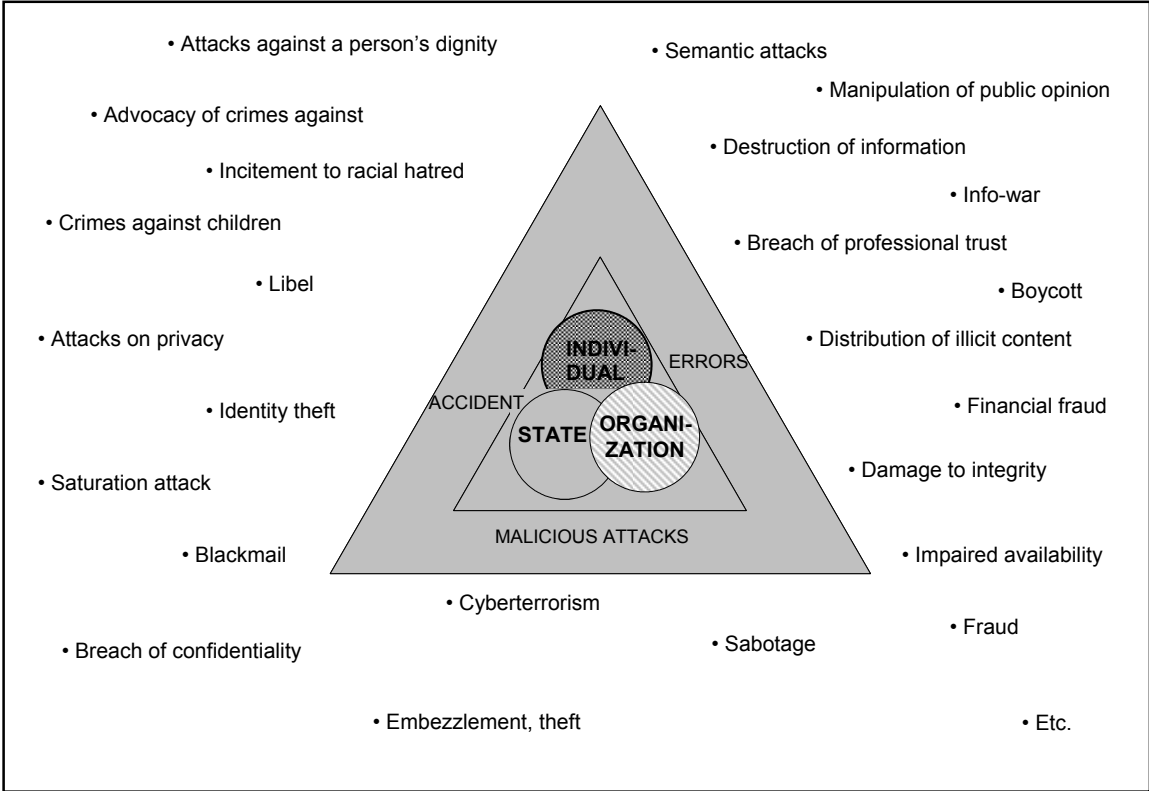 • Attacks against a person’s dignity
• Semantic attacks
• Manipulation of public opinion
• Advocacy of crimes against
• Destruction of information
• Incitement to racial hatred
• Info-war
• Crimes against children
• Breach of professional trust
• Libel
• Boycott
• Attacks on privacy
• Distribution of illicit content
INDIVI-
DUAL
ERRORS
ACCIDENT
• Identity theft
• Financial fraud
STATE
ORGANI-
ZATION
• Damage to integrity
• Saturation attack
MALICIOUS ATTACKS
• Blackmail
• Impaired availability
• Cyberterrorism
• Fraud
• Sabotage
• Breach of confidentiality
• Embezzlement, theft
• Etc.